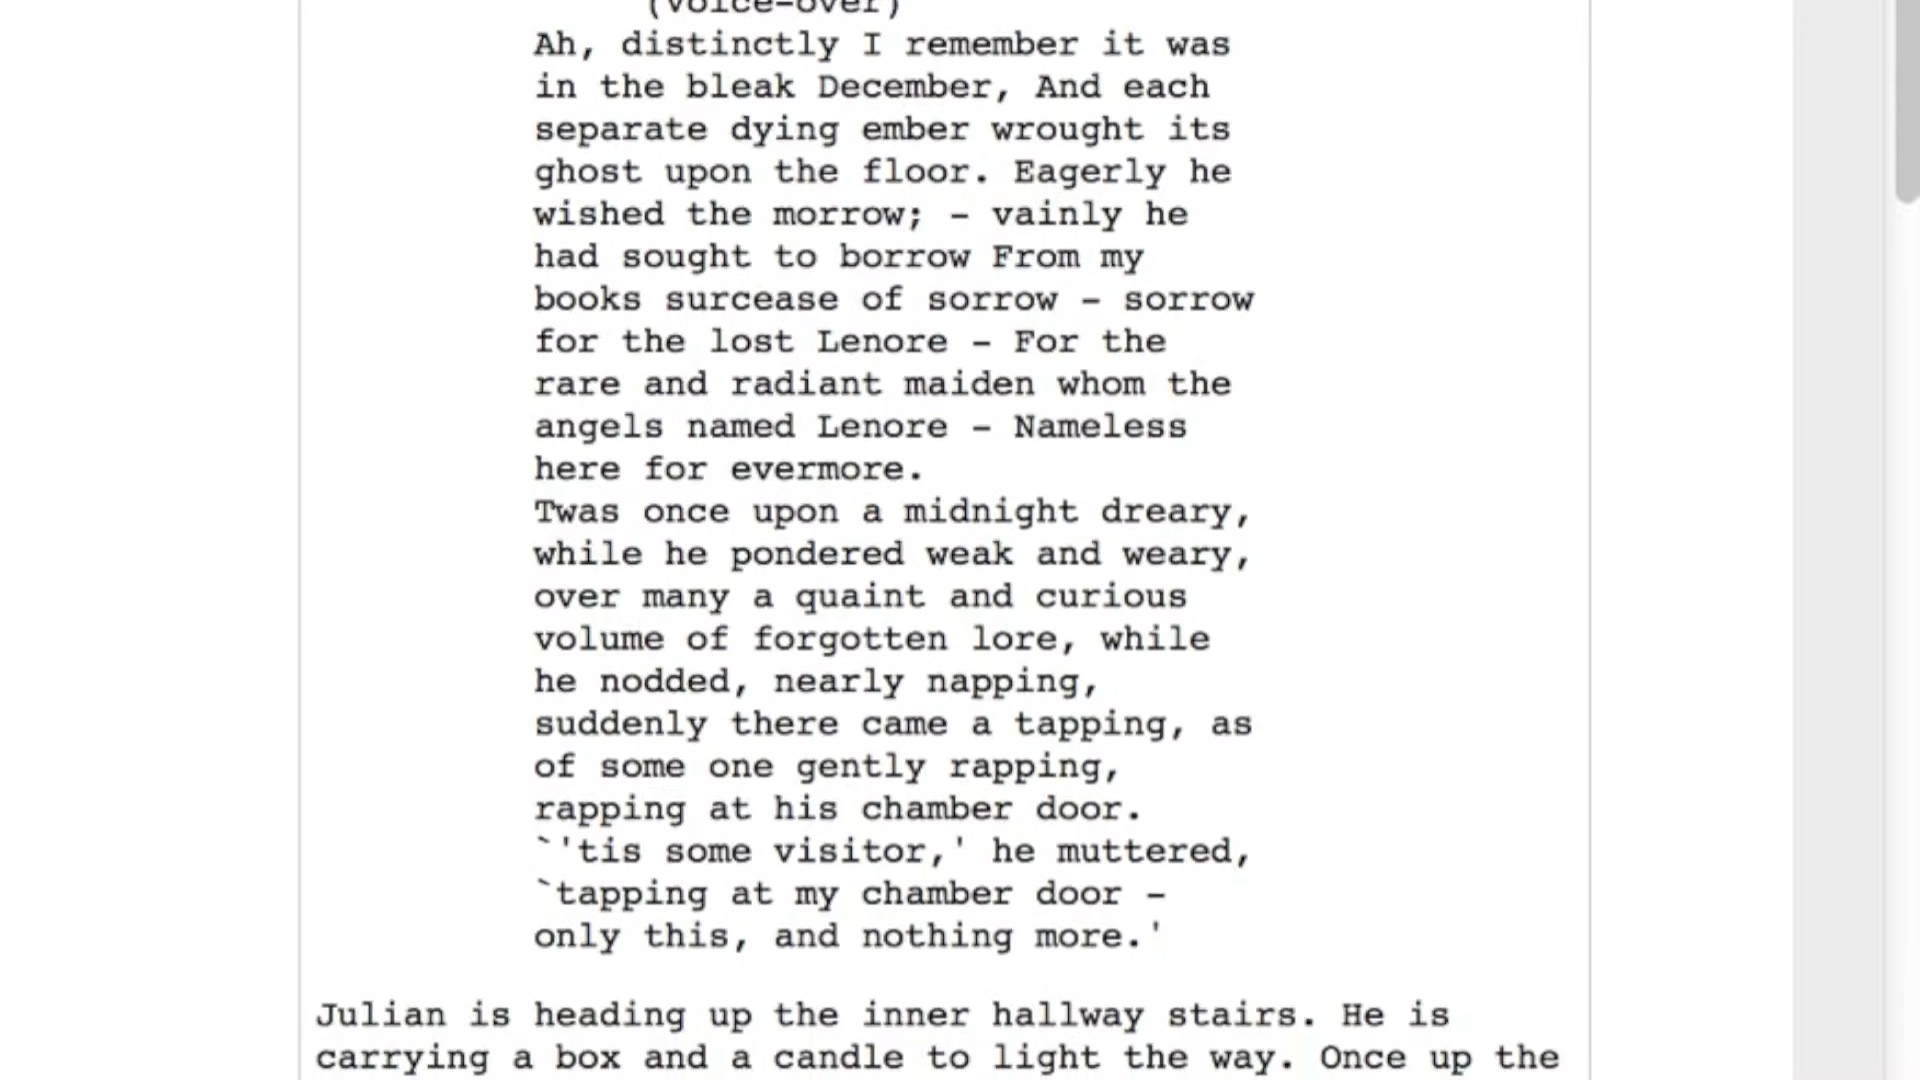 (voice-over)
Ah, distinctly I remember it was
in the bleak December, And each
separate dying ember wrought its
ghost upon the floor. Eagerly he
wished the morrow; - vainly he
had sought to borrow From my
books surcease of sorrow - sorrow
for the lost Lenore - For the
rare and radiant maiden whom the
angels named Lenore - Nameless
here for evermore.
Twas once upon a midnight dreary,
while he pondered weak and weary,
over many a quaint and curious
volume of forgotten lore, while
he nodded, nearly napping,
suddenly there came a tapping, as
of some one gently rapping,
rapping at his chamber door.
`'tis some visitor,' he muttered,
`tapping at my chamber door -
only this, and nothing more.'
Julian is heading up the inner hallway stairs. He is
carrying a box and a candle to light the way. Once up the